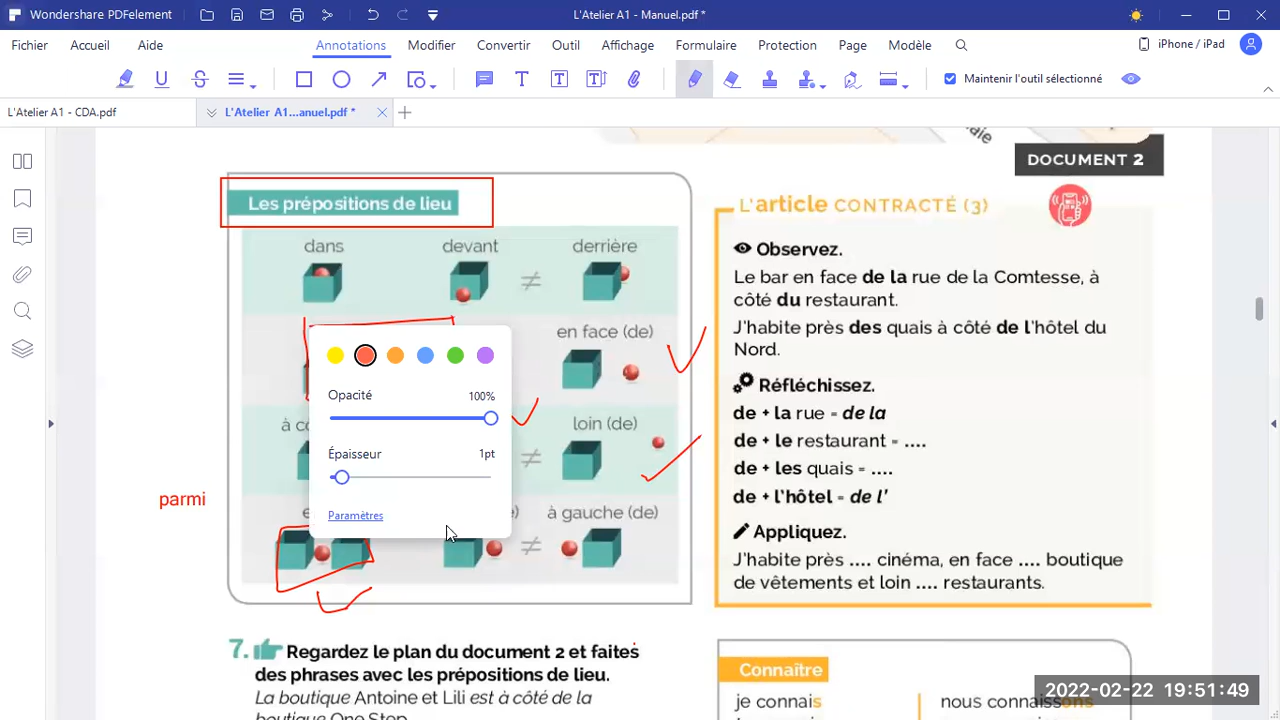 Wondershare PDFelement
L'Atelier A1 - Manuel.pdf *
Fichier Accueil Aide Annotations Modifier Convertir Outil Affichage Formulaire Protection Page Modèle iPhone / iPad
Maintenir l'outil sélectionné
L'Atelier A1 - CDA.pdf L'Atelier A1...anuel.pdf *
DOCUMENT 2
Les prépositions de lieu
dans devant derrière
≠
en face (de)
à co loin (de)
≠
e) à gauche (de)
≠
parmi
Opacité 100%
Épaisseur 1pt
Paramètres
L'article CONTRACTÉ (3)
Observez.
Le bar en face de la rue de la Comtesse, à
côté du restaurant.
J'habite près des quais à côté de l'hôtel du
Nord.
Réfléchissez.
de + la rue = de la
de + le restaurant = ....
de + les quais = ....
de + l'hôtel = de l'
Appliquez.
J'habite près .... cinéma, en face .... boutique
de vêtements et loin .... restaurants.
7. Regardez le plan du document 2 et faites
des phrases avec les prépositions de lieu.
La boutique Antoine et Lili est à côté de la
boutique One Step.
Connaître
je connais nous connaissons
2022-02-22 19:51:49